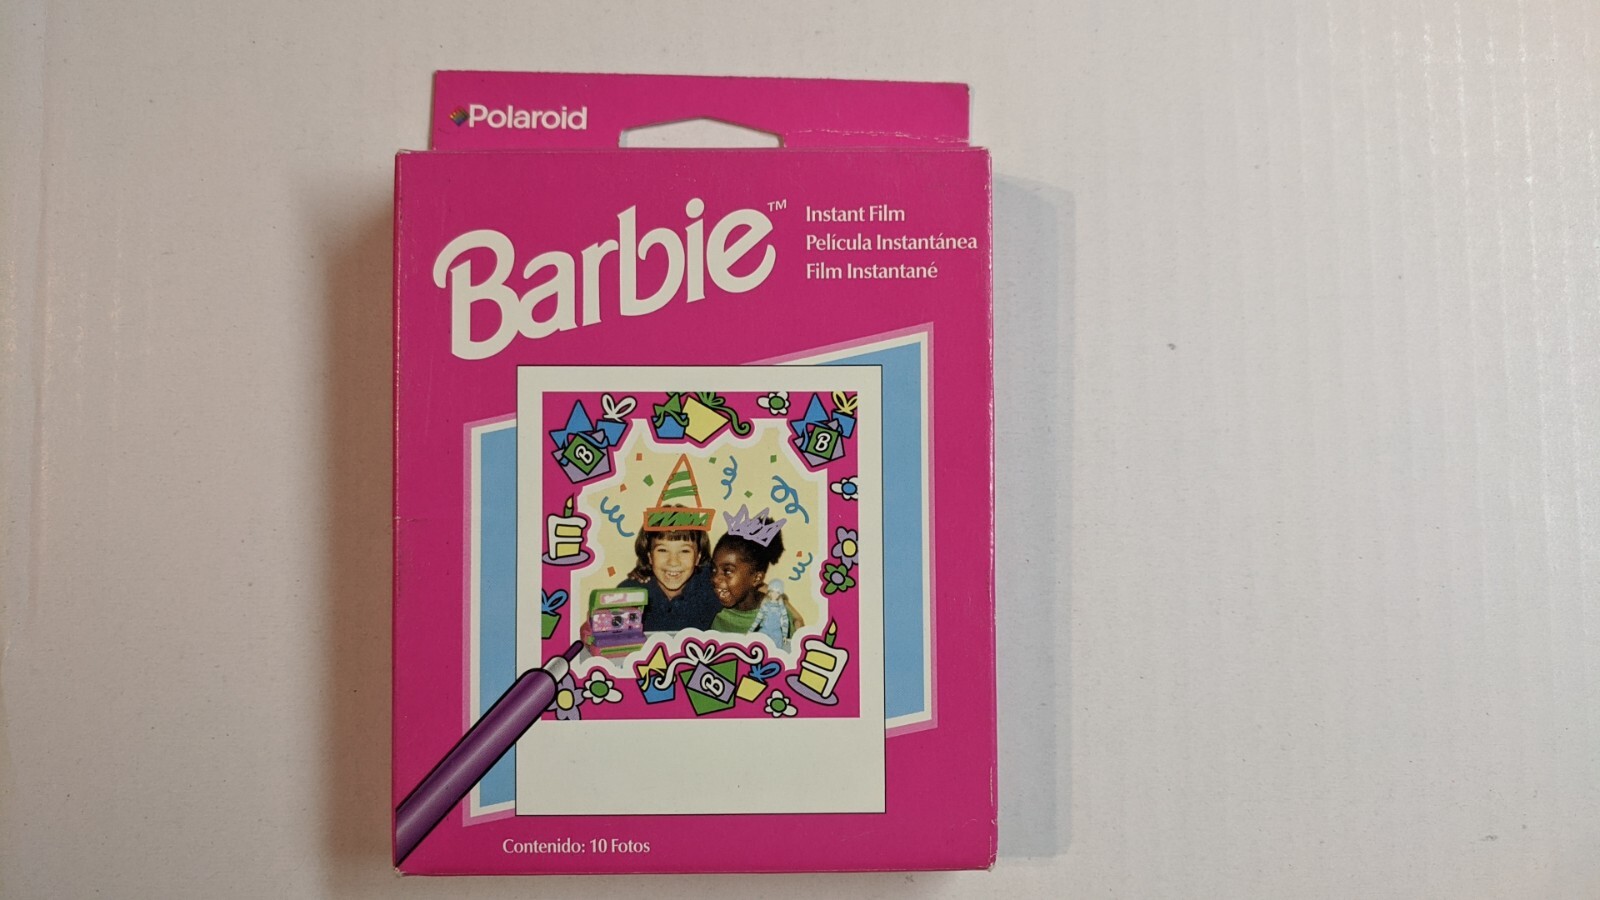 Polaroid
Barbie™
Instant Film
Película Instantánea
Film Instantané
B
B
B
Contenido: 10 Fotos